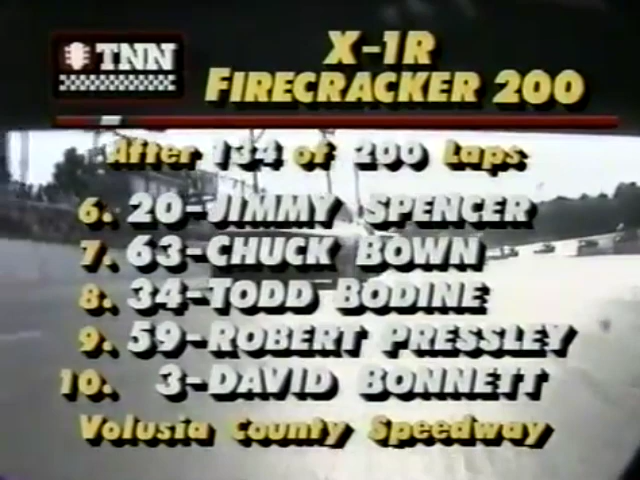 TNN
X-1R
FIRECRACKER 200
After 134 of 200 Laps
6. 20-JIMMY SPENCER
7. 63-CHUCK BOWN
8. 34-TODD BODINE
9. 59-ROBERT PRESSLEY
10. 3-DAVID BONNETT
Volusia County Speedway